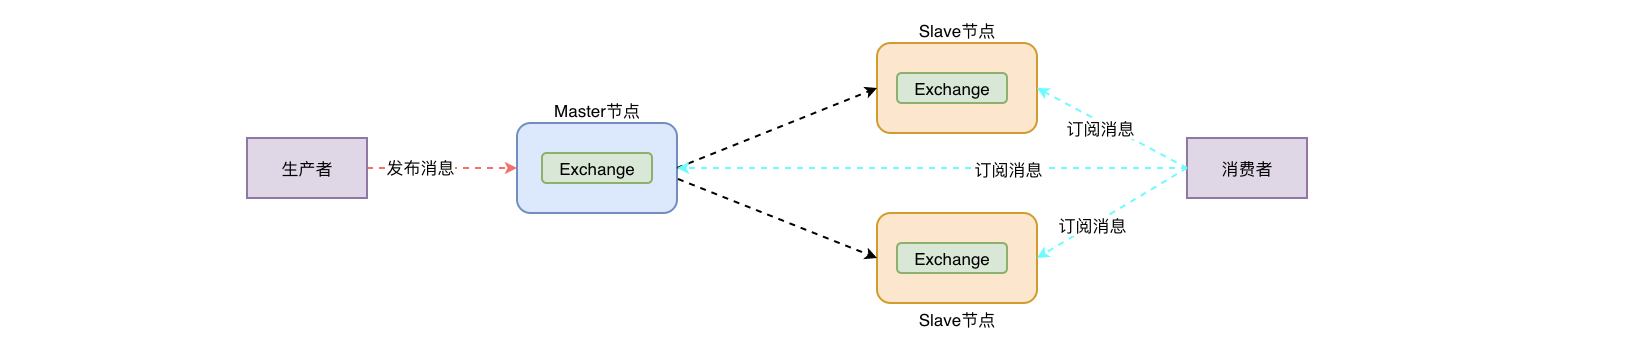 Slave节点
Exchange
Master节点
订阅消息
生产者
发布消息
Exchange
订阅消息
消费者
订阅消息
Exchange
Slave节点